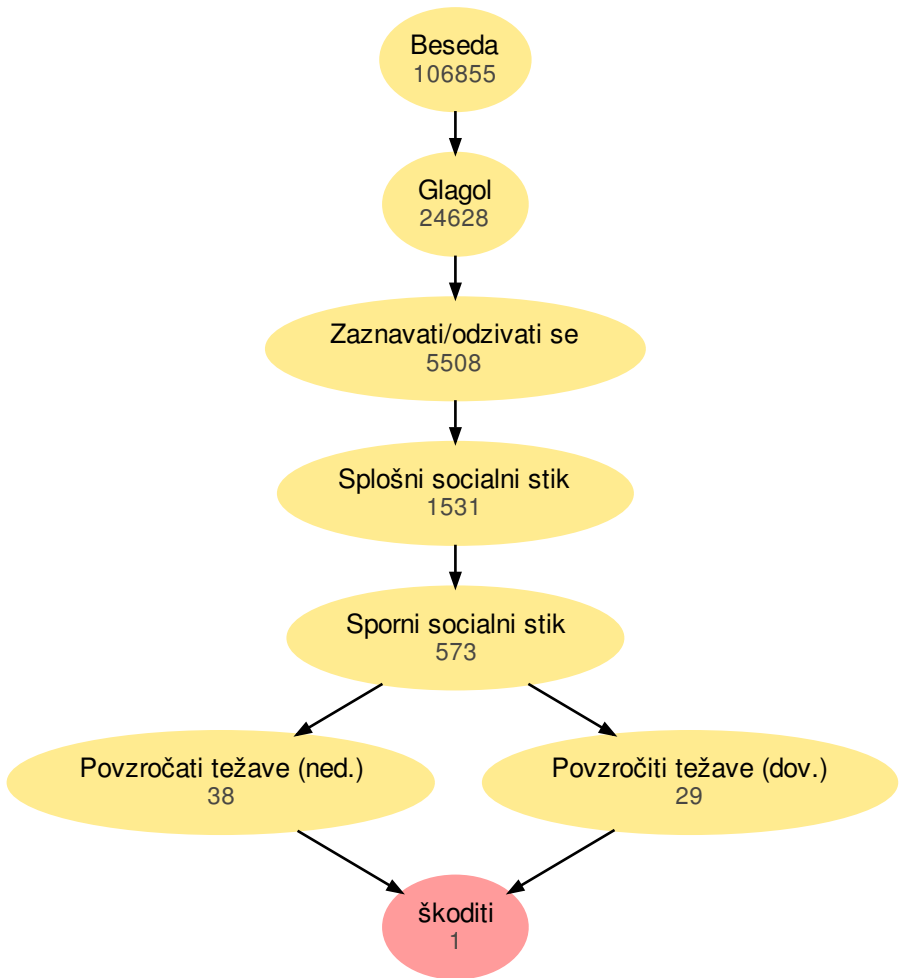 Beseda
106855
Glagol
24628
Zaznavati/odzivati se
5508
Splošni socialni stik
1531
Sporni socialni stik
573
Povzročati težave (ned.)
38
Povzročiti težave (dov.)
29
škoditi
1